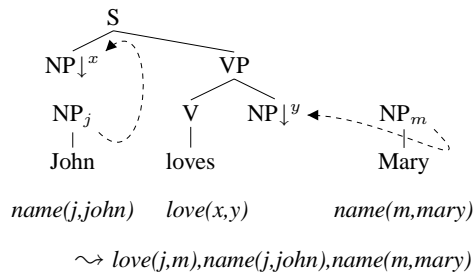 S
NP↓x VP
NPj V NP↓y NPm
John loves Mary
name(j,john) love(x,y) name(m,mary)
⤳ love(j,m),name(j,john),name(m,mary)